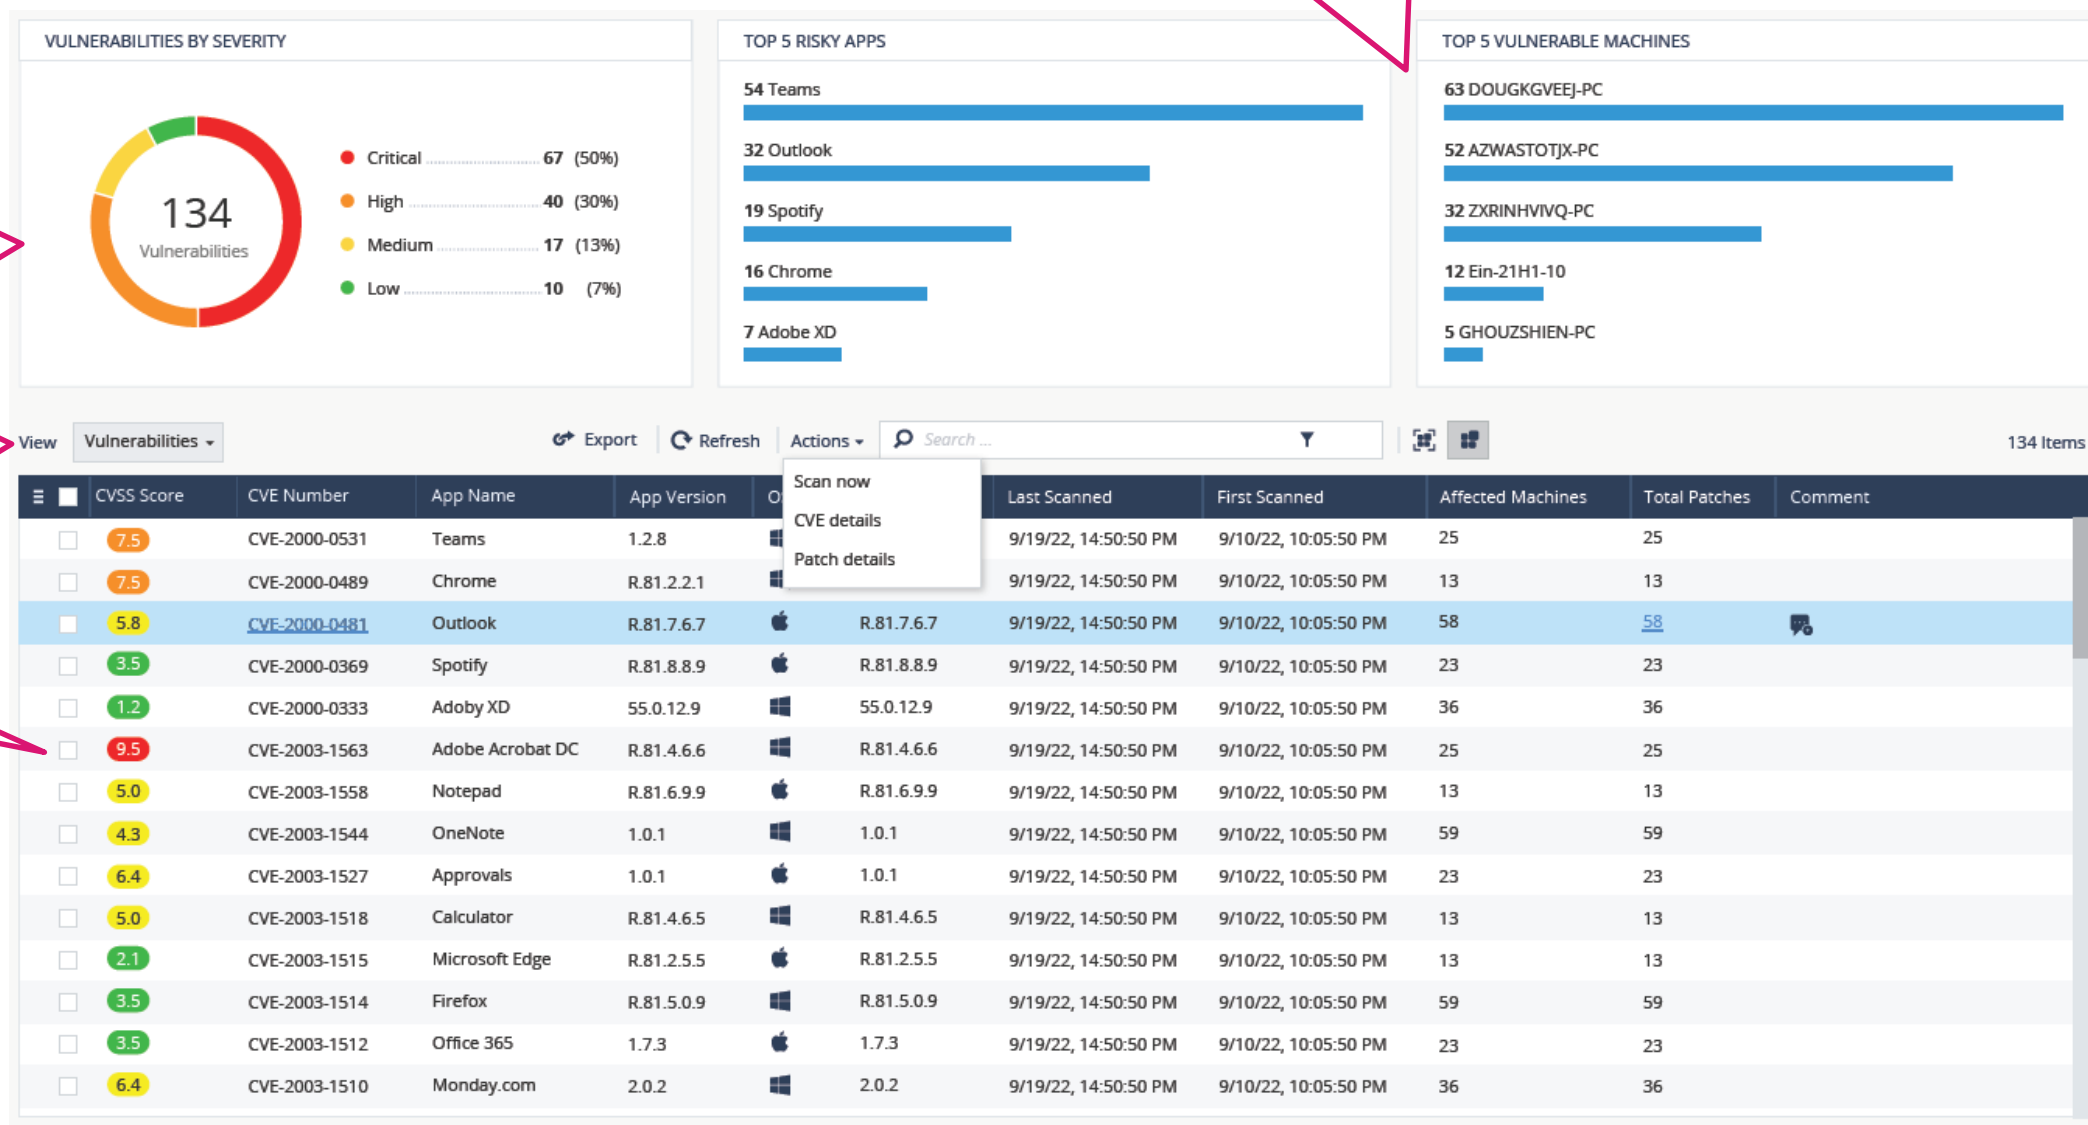 VULNERABILITIES BY SEVERITY
134
Vulnerabilities
Critical 67 (50%)
High 40 (30%)
Medium 17 (13%)
Low 10 (7%)
TOP 5 RISKY APPS
54 Teams
32 Outlook
19 Spotify
16 Chrome
7 Adobe XD
TOP 5 VULNERABLE MACHINES
63 DOUGKGVEEJ-PC
52 AZWASTOTJX-PC
32 ZXRINHVIVQ-PC
12 Ein-21H1-10
5 GHOUZSHIEN-PC
View Vulnerabilities Export Refresh Actions Search ... 134 Items
Scan now
CVE details
Patch details
CVSS Score CVE Number App Name App Version Last Scanned First Scanned Affected Machines Total Patches Comment
7.5 CVE-2000-0531 Teams 1.2.8 9/19/22, 14:50:50 PM 9/10/22, 10:05:50 PM 25 25
7.5 CVE-2000-0489 Chrome R.81.2.2.1 9/19/22, 14:50:50 PM 9/10/22, 10:05:50 PM 13 13
5.8 CVE-2000-0481 Outlook R.81.7.6.7 R.81.7.6.7 9/19/22, 14:50:50 PM 9/10/22, 10:05:50 PM 58 58
3.5 CVE-2000-0369 Spotify R.81.8.8.9 R.81.8.8.9 9/19/22, 14:50:50 PM 9/10/22, 10:05:50 PM 23 23
1.2 CVE-2000-0333 Adoby XD 55.0.12.9 55.0.12.9 9/19/22, 14:50:50 PM 9/10/22, 10:05:50 PM 36 36
9.5 CVE-2003-1563 Adobe Acrobat DC R.81.4.6.6 R.81.4.6.6 9/19/22, 14:50:50 PM 9/10/22, 10:05:50 PM 25 25
5.0 CVE-2003-1558 Notepad R.81.6.9.9 R.81.6.9.9 9/19/22, 14:50:50 PM 9/10/22, 10:05:50 PM 13 13
4.3 CVE-2003-1544 OneNote 1.0.1 1.0.1 9/19/22, 14:50:50 PM 9/10/22, 10:05:50 PM 59 59
6.4 CVE-2003-1527 Approvals 1.0.1 1.0.1 9/19/22, 14:50:50 PM 9/10/22, 10:05:50 PM 23 23
5.0 CVE-2003-1518 Calculator R.81.4.6.5 R.81.4.6.5 9/19/22, 14:50:50 PM 9/10/22, 10:05:50 PM 13 13
2.1 CVE-2003-1515 Microsoft Edge R.81.2.5.5 R.81.2.5.5 9/19/22, 14:50:50 PM 9/10/22, 10:05:50 PM 13 13
3.5 CVE-2003-1514 Firefox R.81.5.0.9 R.81.5.0.9 9/19/22, 14:50:50 PM 9/10/22, 10:05:50 PM 59 59
3.5 CVE-2003-1512 Office 365 1.7.3 1.7.3 9/19/22, 14:50:50 PM 9/10/22, 10:05:50 PM 23 23
6.4 CVE-2003-1510 Monday.com 2.0.2 2.0.2 9/19/22, 14:50:50 PM 9/10/22, 10:05:50 PM 36 36